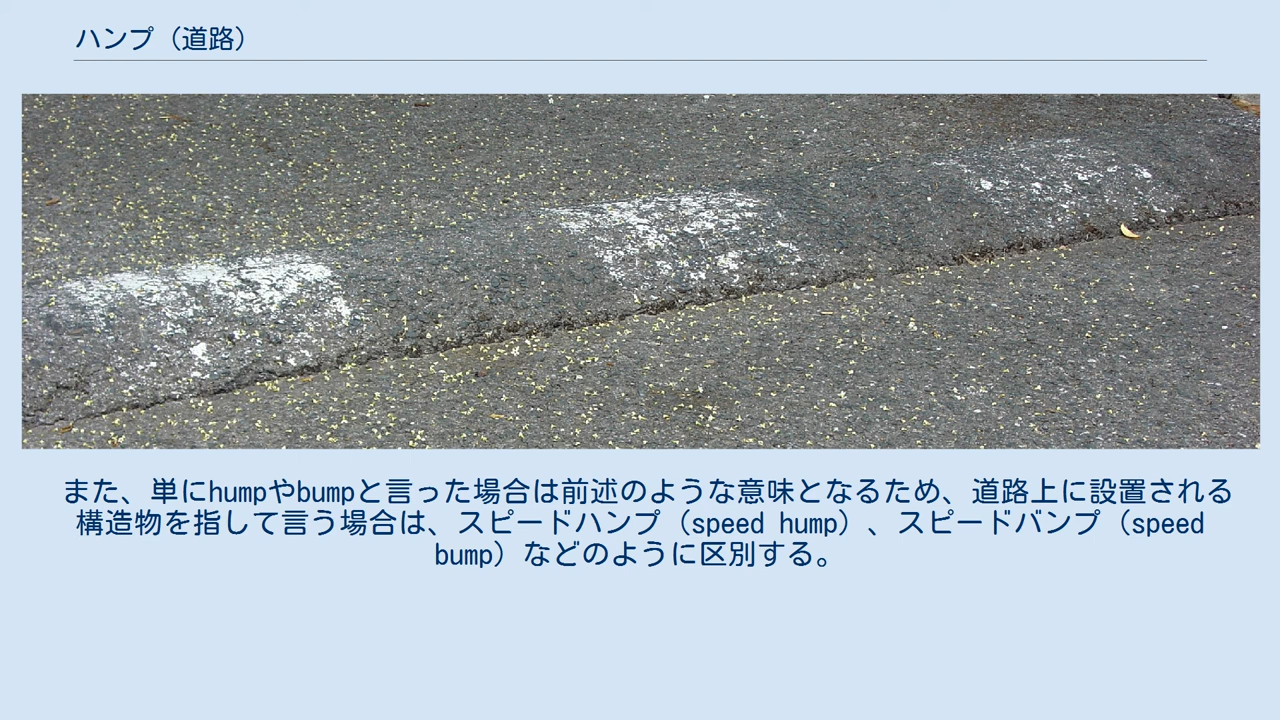 ハンプ（道路）
また、単にhumpやbumpと言った場合は前述のような意味となるため、道路上に設置される
構造物を指して言う場合は、スピードハンプ（speed hump）、スピードバンプ（speed
bump）などのように区別する。